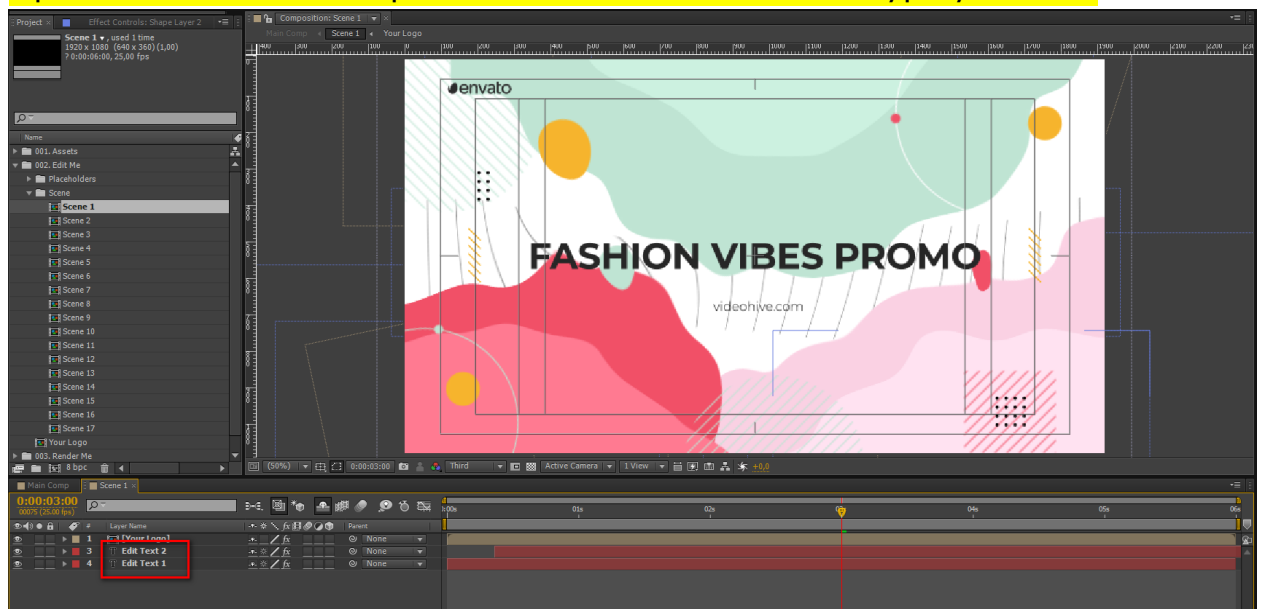 Project
Effect Controls: Shape Layer 2
Scene 1 ▾ , used 1 time
1920 x 1080 (640 x 360) (1,00)
? 0:00:06:00, 25,00 fps
Name
001. Assets
002. Edit Me
Placeholders
Scene
Scene 1
Scene 2
Scene 3
Scene 4
Scene 5
Scene 6
Scene 7
Scene 8
Scene 9
Scene 10
Scene 11
Scene 12
Scene 13
Scene 14
Scene 15
Scene 16
Scene 17
Your Logo
003. Render Me
8 bpc
Composition: Scene 1
Main Comp Scene 1 Your Logo
envato
FASHION VIBES PROMO
videohive.com
(50%) 0:00:03:00 Third Active Camera 1 View +0,0
Main Comp Scene 1
0:00:03:00
00075 (25.00 fps)
# Layer Name Parent
1 [Your Logo] None
3 Edit Text 2 None
4 Edit Text 1 None
01s 02s 04s 05s 06s